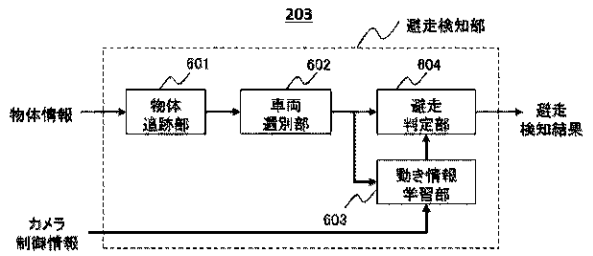 203
避走検知部
601
602
604
物体情報
物体
追跡部
車両
選別部
避走
判定部
避走
検知結果
動き情報
学習部
603
カメラ
制御情報